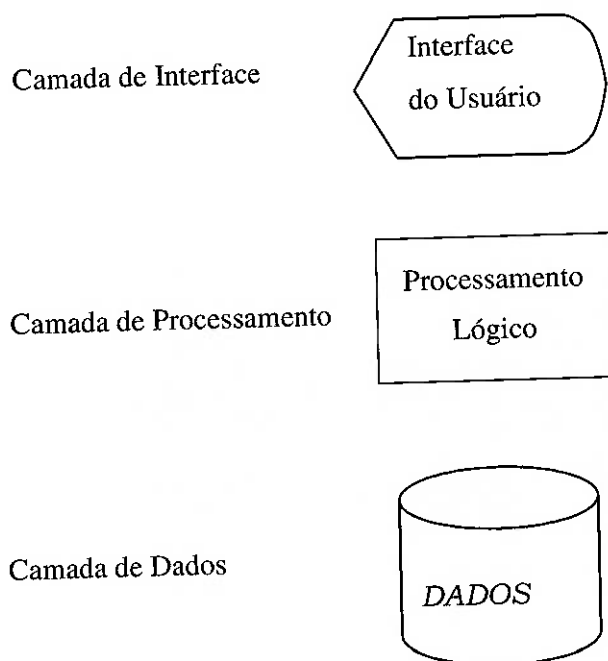 Camada de Interface
Interface
do Usuário
Camada de Processamento
Processamento
Lógico
Camada de Dados
DADOS